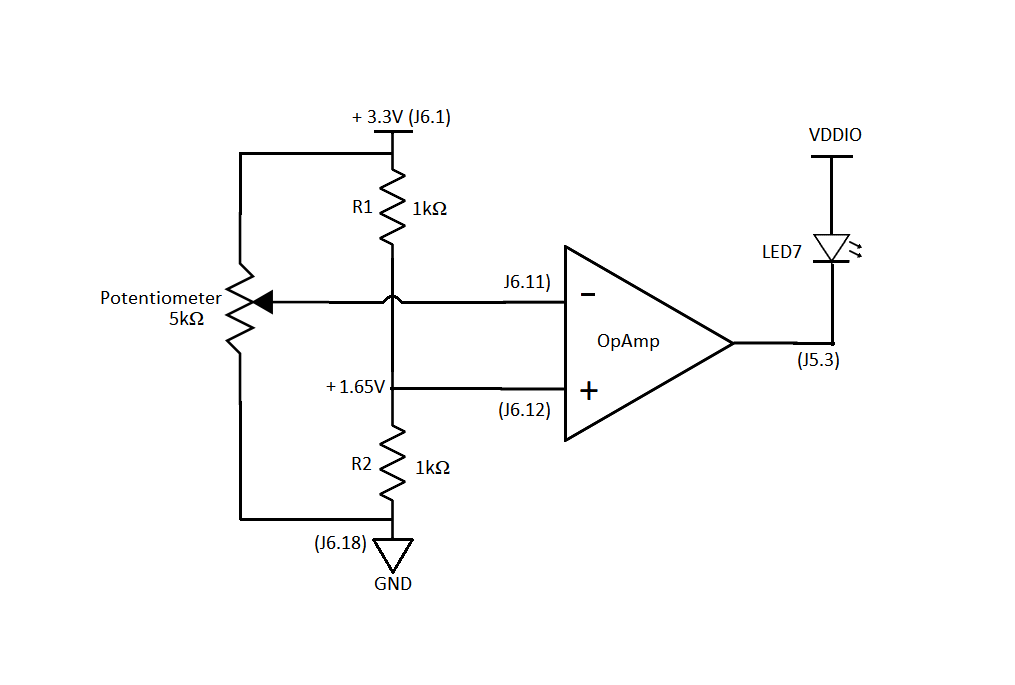 + 3.3V (J6.1)
VDDIO
R1
1kΩ
LED7
J6.11)
Potentiometer
5kΩ
−
OpAmp
(J5.3)
+ 1.65V
+
(J6.12)
R2
1kΩ
(J6.18)
GND